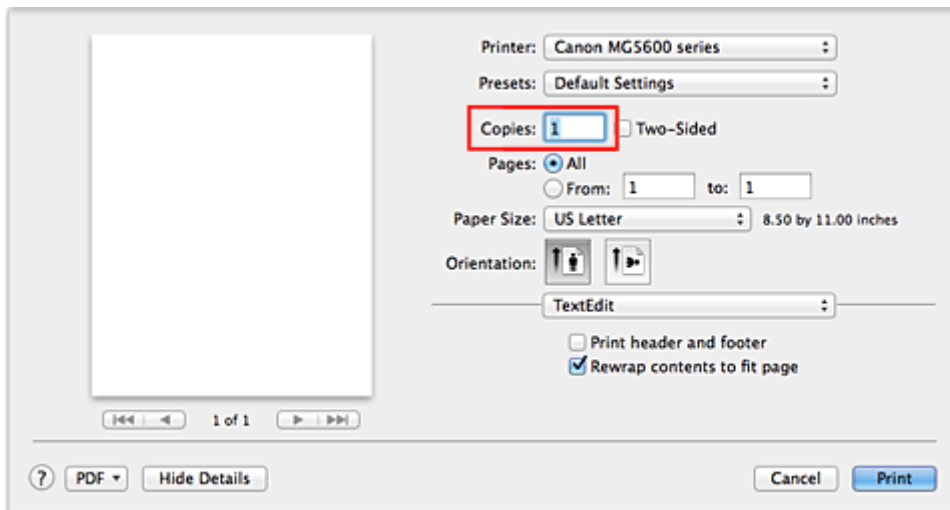 Printer: Canon MG5600 series
Presets: Default Settings
Copies: 1 Two-Sided
Pages: All
From: 1 to: 1
Paper Size: US Letter 8.50 by 11.00 inches
Orientation:
TextEdit
Print header and footer
Rewrap contents to fit page
1 of 1
? PDF Hide Details Cancel Print